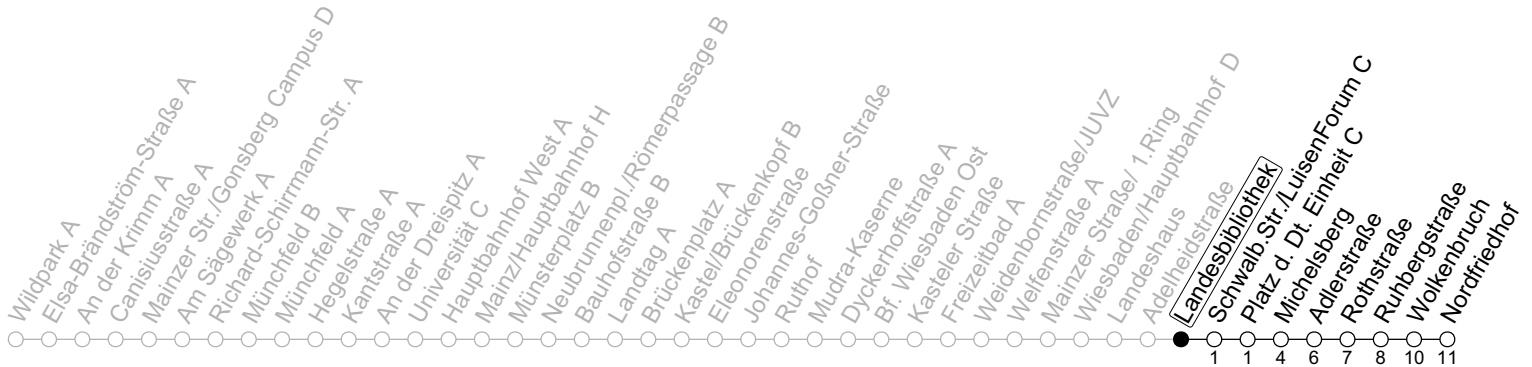 Wildpark A
Elsa-Brändström-Straße A
An der Krimm A
Canisiusstraße A
Mainzer Str./Gonsberg Campus D
Am Sägewerk A
Richard-Schirrmann-Str. A
Münchfeld B
Münchfeld A
Hegelstraße A
Kantstraße A
An der Dreispitz A
Universität C
Hauptbahnhof West A
Mainz/Hauptbahnhof H
Münsterplatz B
Neubrunnenpl./Römerpassage B
Bauhofstraße B
Landtag A
Brückenplatz A
Kastel/Brückenkopf B
Eleonorenstraße
Johannes-Goßner-Straße
Ruthof
Mudra-Kaserne
Dyckerhoffstraße A
Bf. Wiesbaden Ost
Kasteler Straße
Freizeitbad A
Weidenbornstraße/JUVZ
Welfenstraße A
Mainzer Straße/ 1.Ring
Wiesbaden/Hauptbahnhof D
Landeshaus
Adelheidstraße
Landesbibliothek
Schwalb.Str./LuisenForum C
Platz d. Dt. Einheit C
Michelsberg
Adlerstraße
Rothstraße
Ruhbergstraße
Wolkenbruch
Nordfriedhof
1 1 4 6 7 8 10 11